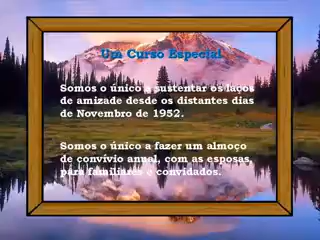 Um Curso Especial
Somos o único a sustentar os laços
de amizade desde os distantes dias
de Novembro de 1952.
Somos o único a fazer um almoço
de convívio anual, com as esposas,
para familiares e convidados.